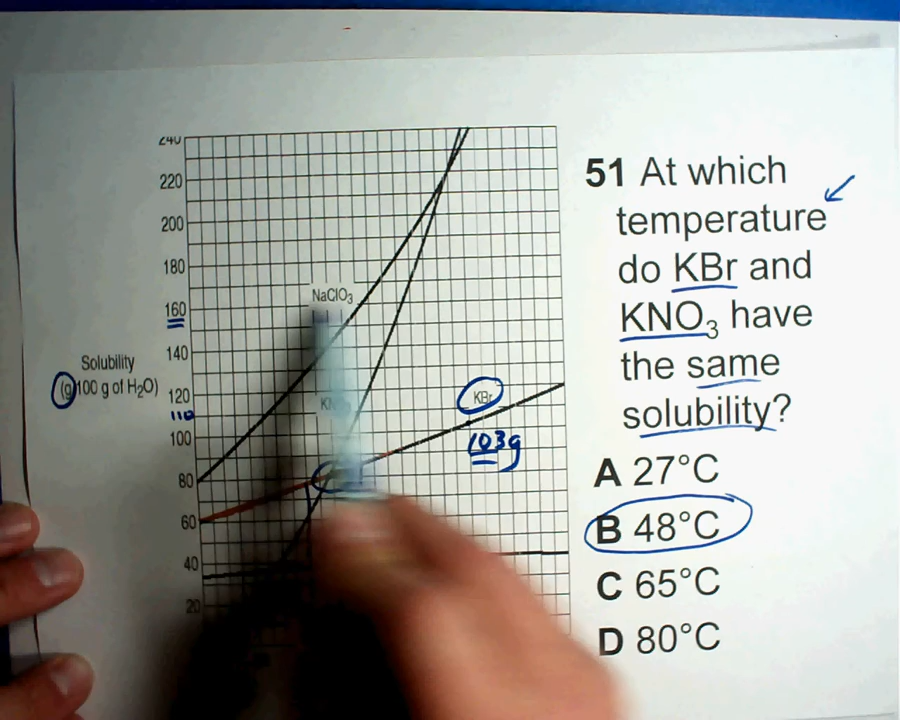 240
220
200
180
160
140
120
110
100
80
60
40
20
Solubility
(g 100 g of H₂O)
NaClO₃
KBr
103g
51 At which
temperature
do KBr and
KNO₃ have
the same
solubility?
A 27°C
B 48°C
C 65°C
D 80°C